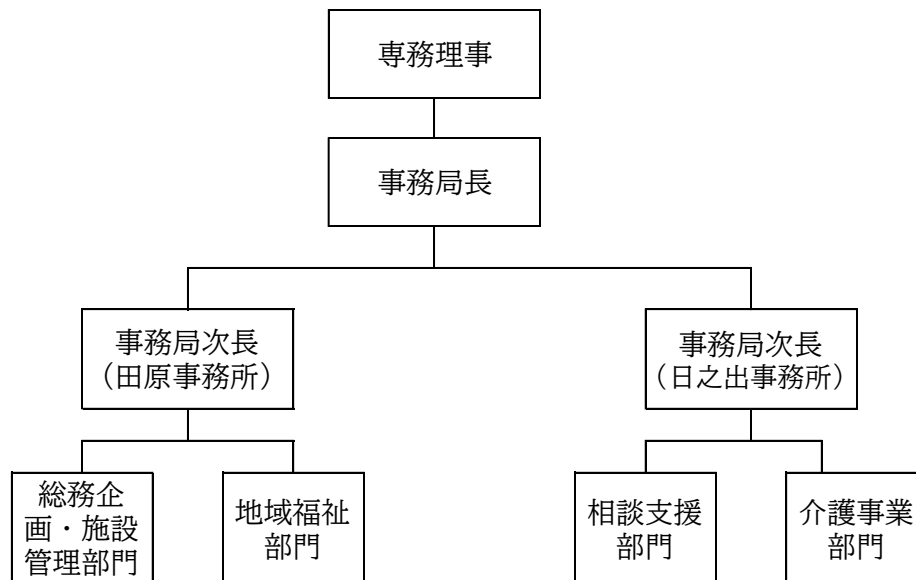 専務理事
事務局長
事務局次長
（田原事務所）
事務局次長
（日之出事務所）
総務企
画・施設
管理部門
地域福祉
部門
相談支援
部門
介護事業
部門